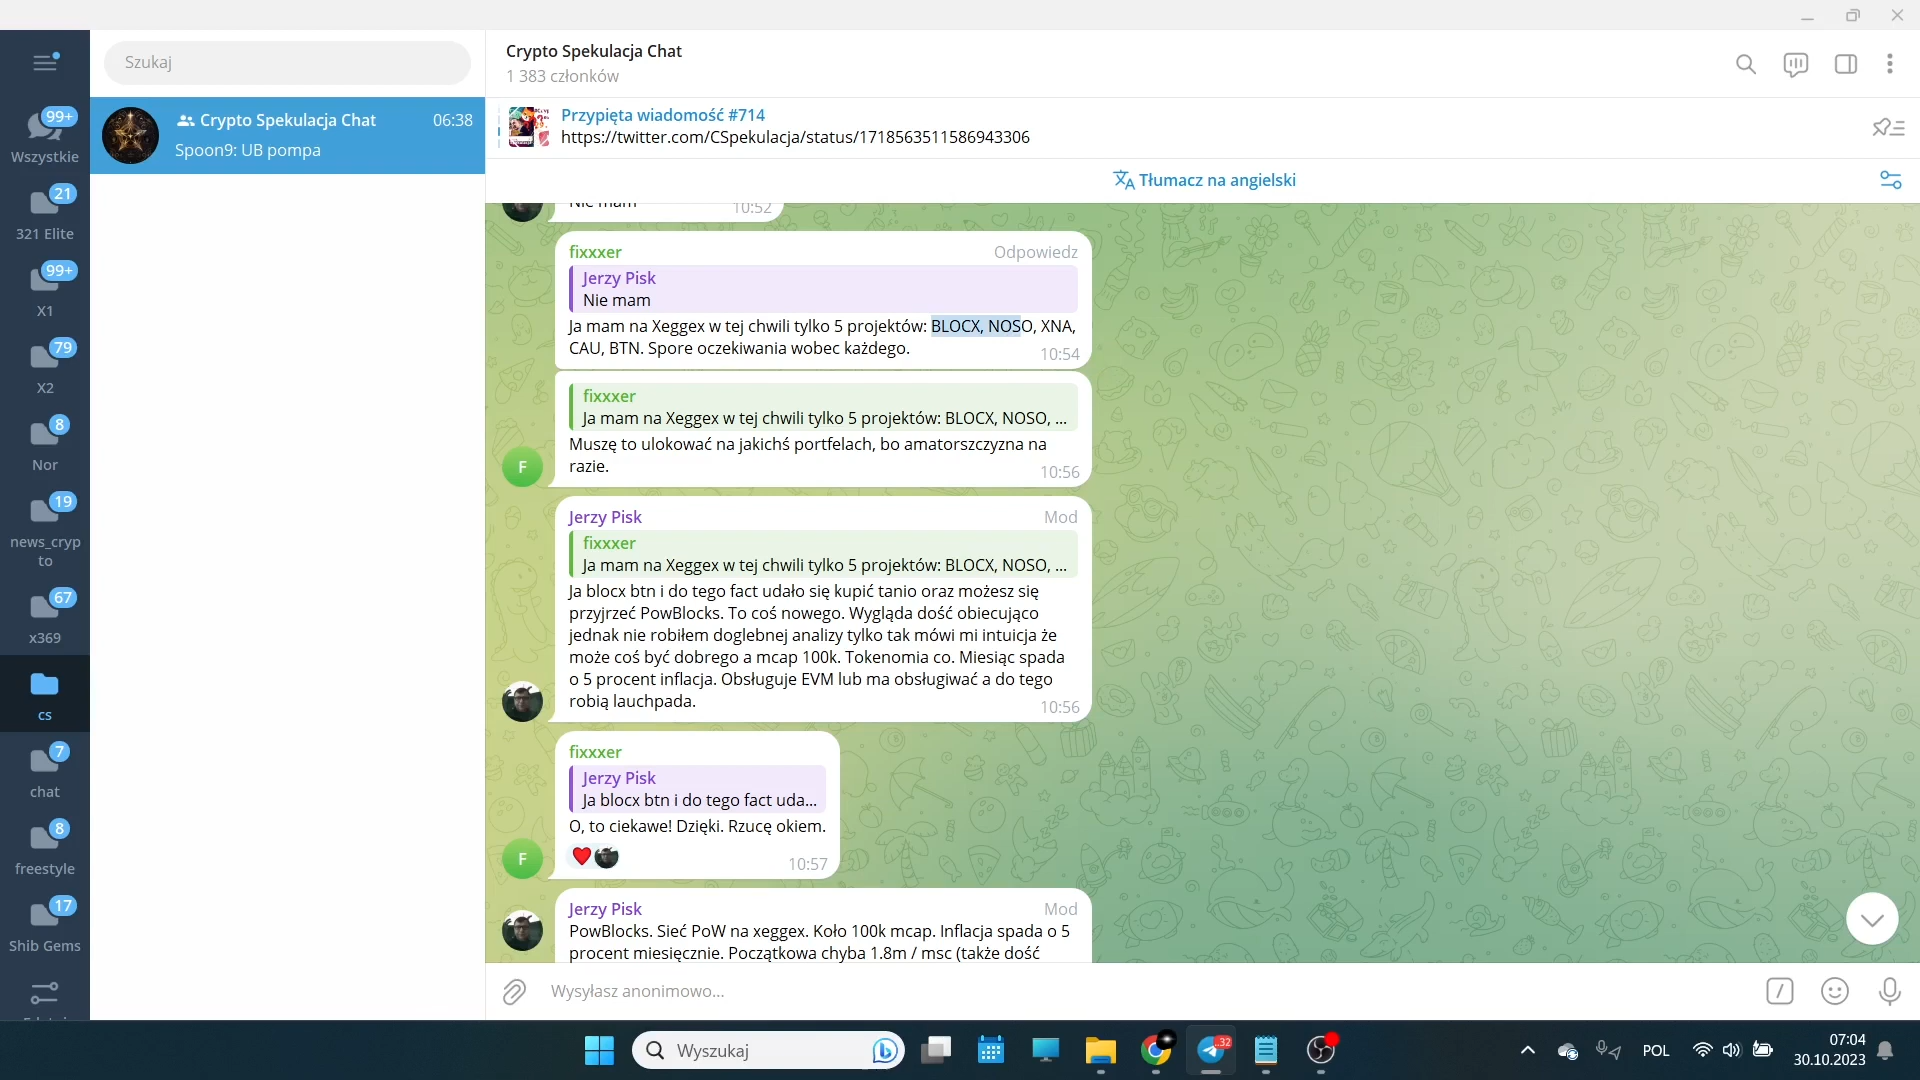 Szukaj
99+
Wszystkie
21
321 Elite
99+
X1
79
X2
8
Nor
19
news_cryp
to
67
x369
cs
7
chat
8
freestyle
17
Shib Gems
Crypto Spekulacja Chat 06:38
Spoon9: UB pompa
Crypto Spekulacja Chat
1 383 członków
Przypięta wiadomość #714
https://twitter.com/CSpekulacja/status/1718563511586943306
Tłumacz na angielski
Nie mam 10:52
fixxxer Odpowiedz
Jerzy Pisk
Nie mam
Ja mam na Xeggex w tej chwili tylko 5 projektów: BLOCX, NOSO, XNA,
CAU, BTN. Spore oczekiwania wobec każdego. 10:54
fixxxer
Ja mam na Xeggex w tej chwili tylko 5 projektów: BLOCX, NOSO, ...
Muszę to ulokować na jakichś portfelach, bo amatorszczyzna na
razie. 10:56
F
Jerzy Pisk Mod
fixxxer
Ja mam na Xeggex w tej chwili tylko 5 projektów: BLOCX, NOSO, ...
Ja blocx btn i do tego fact udało się kupić tanio oraz możesz się
przyjrzeć PowBlocks. To coś nowego. Wygląda dość obiecująco
jednak nie robiłem doglebnej analizy tylko tak mówi mi intuicja że
może coś być dobrego a mcap 100k. Tokenomia co. Miesiąc spada
o 5 procent inflacja. Obsługuje EVM lub ma obsługiwać a do tego
robią lauchpada. 10:56
fixxxer
Jerzy Pisk
Ja blocx btn i do tego fact uda...
O, to ciekawe! Dzięki. Rzucę okiem.
10:57
F
Jerzy Pisk Mod
PowBlocks. Sieć PoW na xeggex. Koło 100k mcap. Inflacja spada o 5
procent miesięcznie. Początkowa chyba 1.8m / msc (także dość
Wysyłasz anonimowo...
Wyszukaj
..32
POL
07:04
30.10.2023